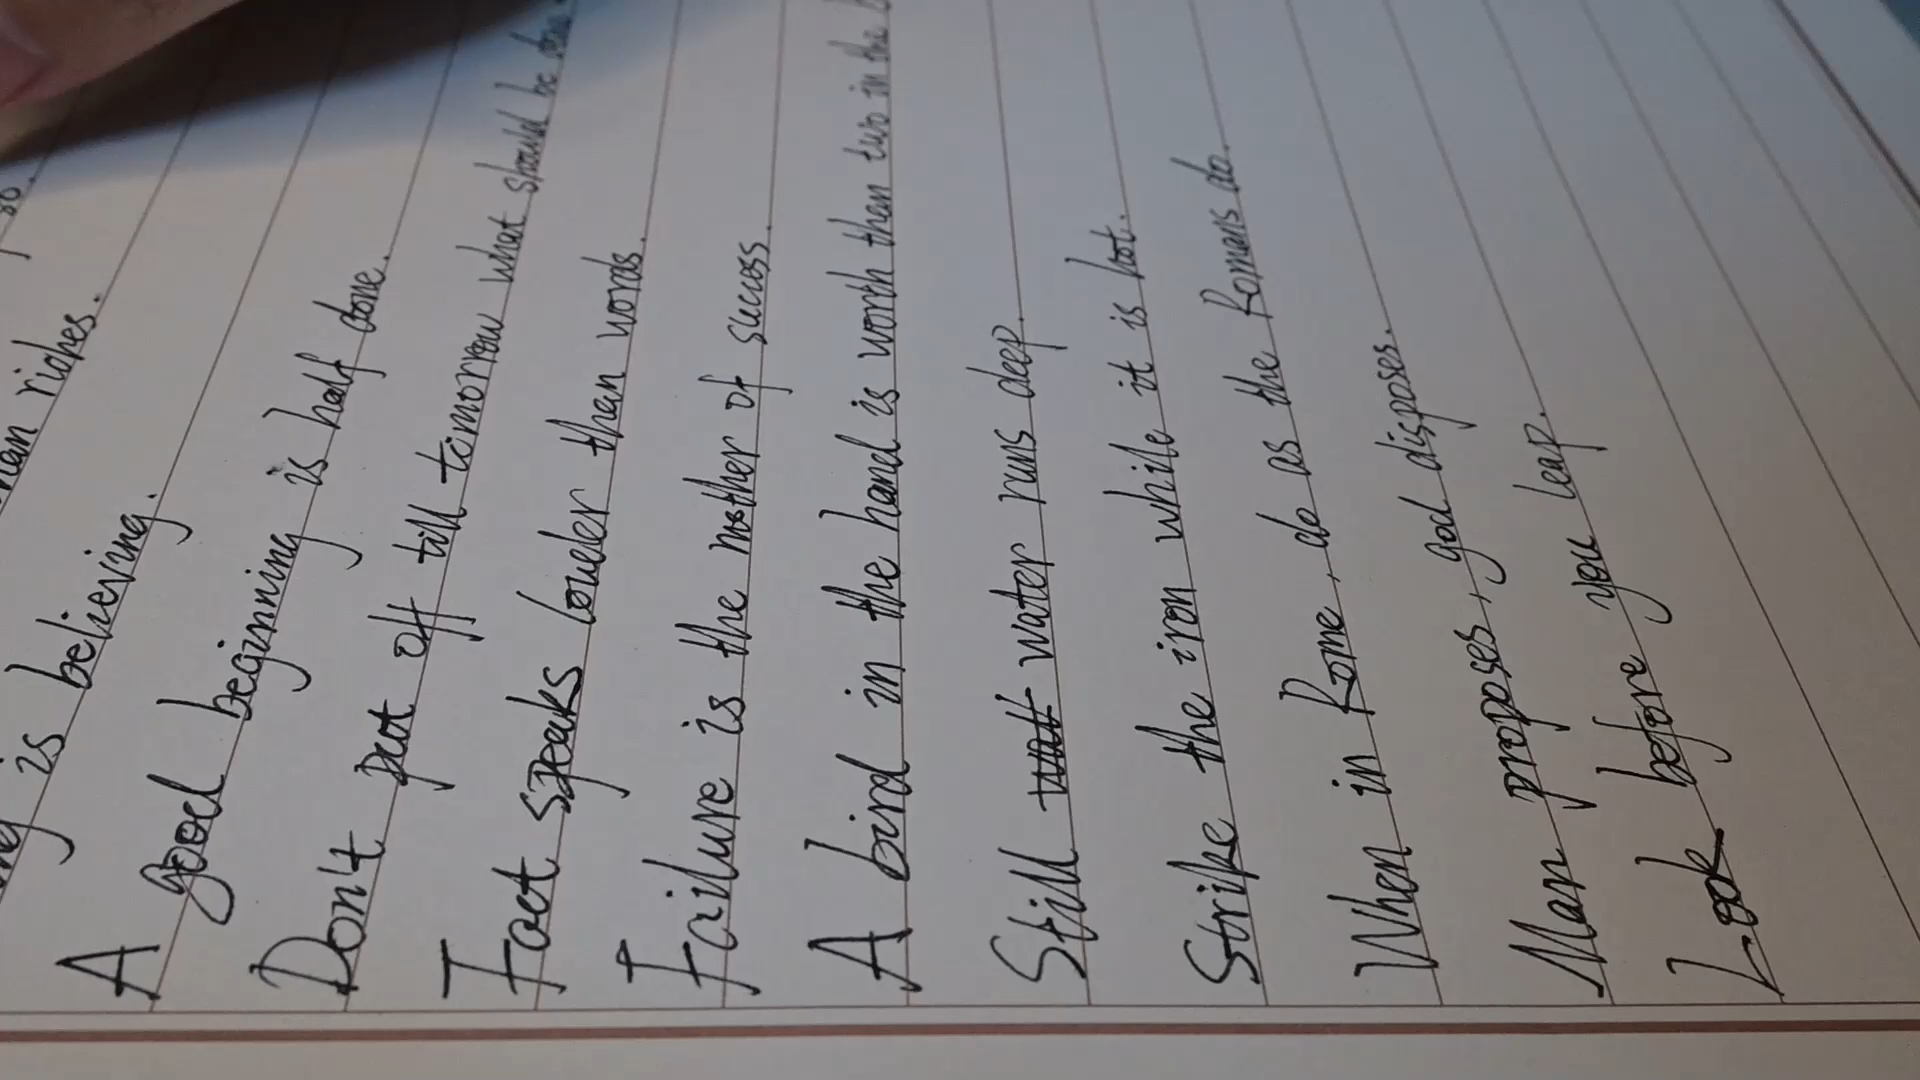 so.
than riches.
is believing.
A good beginning is half done.
Don't put off till tomorrow what should be done
Fact speaks louder than words.
Failure is the mother of success.
A bird in the hand is worth than two in the
Still water runs deep.
Strike the iron while it is hot.
When in Rome, do as the Romans do.
Man proposes, god disposes.
Look before you leap.